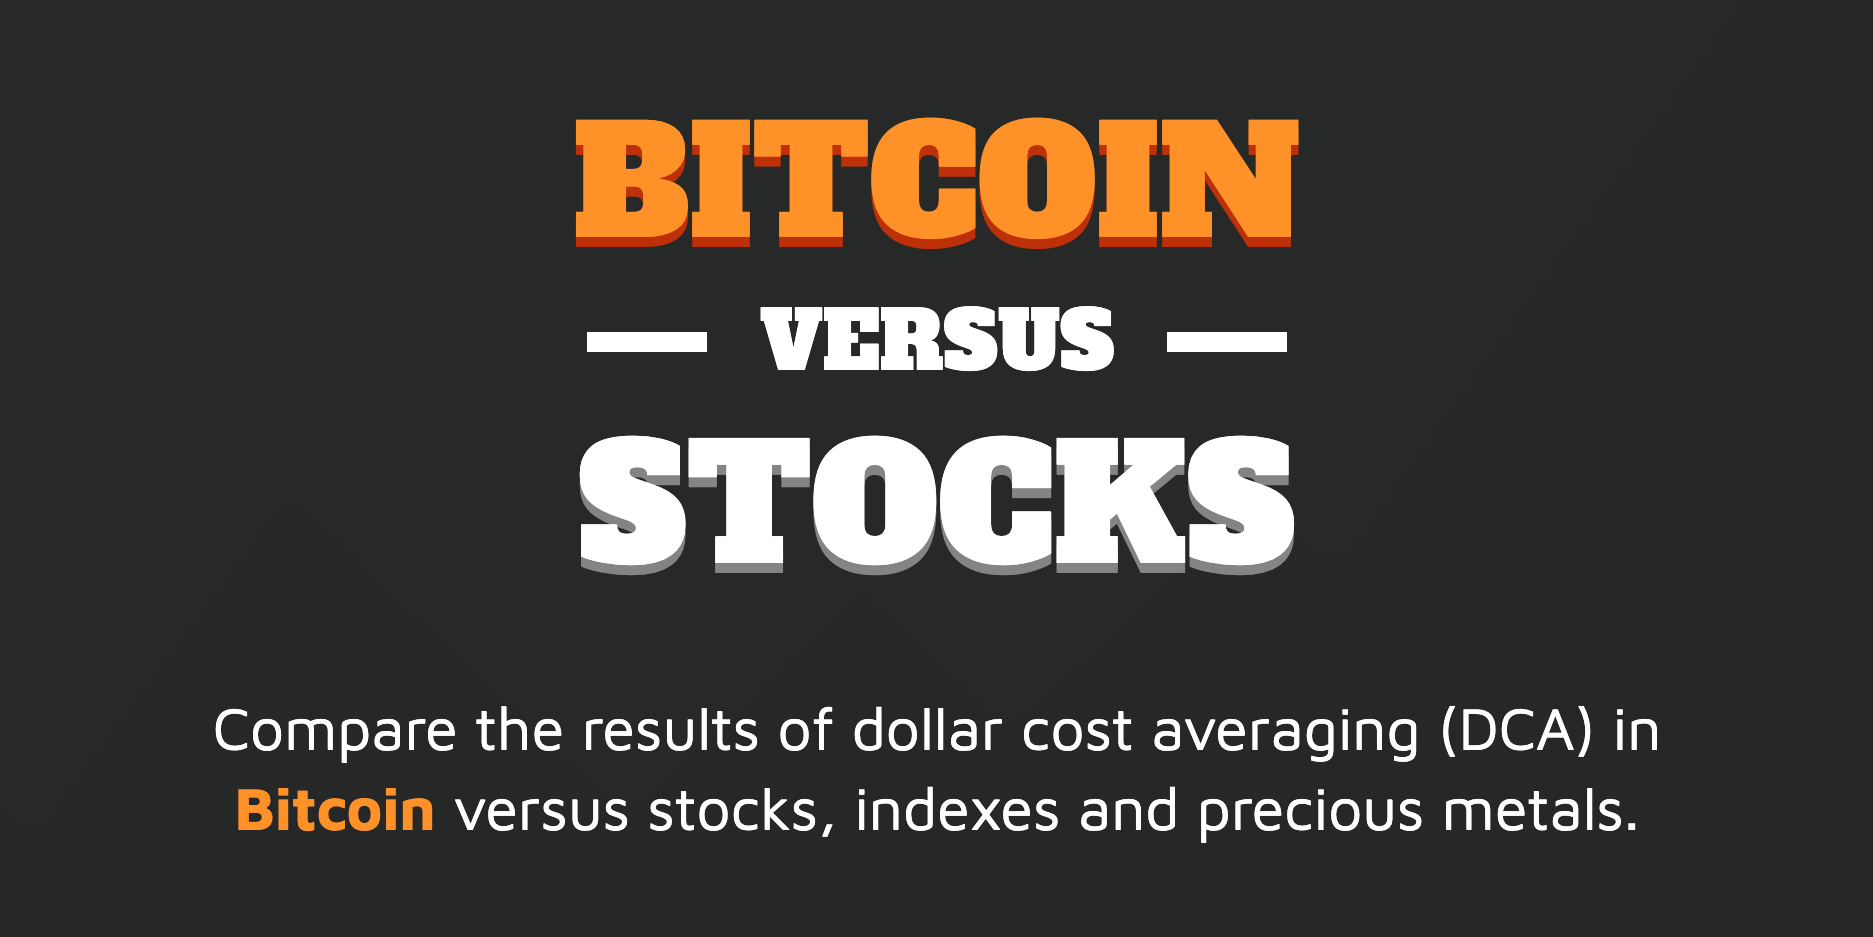 BITCOIN
VERSUS
STOCKS
Compare the results of dollar cost averaging (DCA) in
Bitcoin versus stocks, indexes and precious metals.